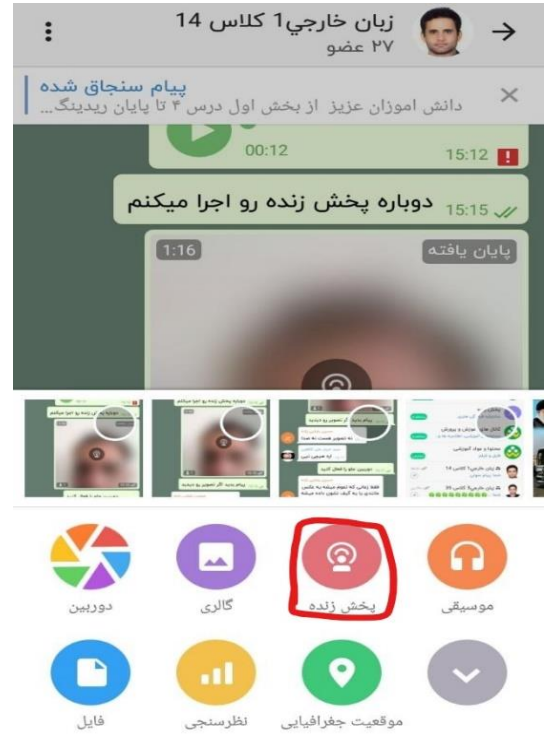 زبان خارجي1 کلاس 14
۲۷ عضو
پیام سنجاق شده
دانش اموزان عزیز از بخش اول درس ۴ تا پایان ریدینگ...
00:12
15:12
دوباره پخش زنده رو اجرا میکنم
15:15
پایان یافته
1:16
موسیقی
پخش زنده
گالری
دوربین
موقعیت جغرافیایی
نظرسنجی
فایل